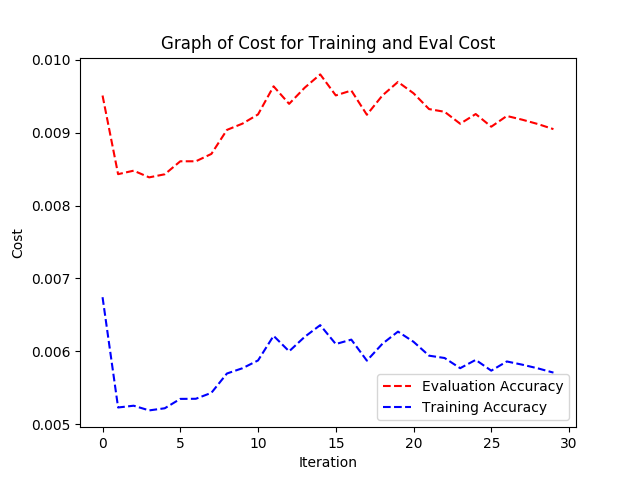 Graph of Cost for Training and Eval Cost
0.010
0.009
0.008
0.007
0.006
0.005
Cost
0
5
10
15
20
25
30
Iteration
Evaluation Accuracy
Training Accuracy